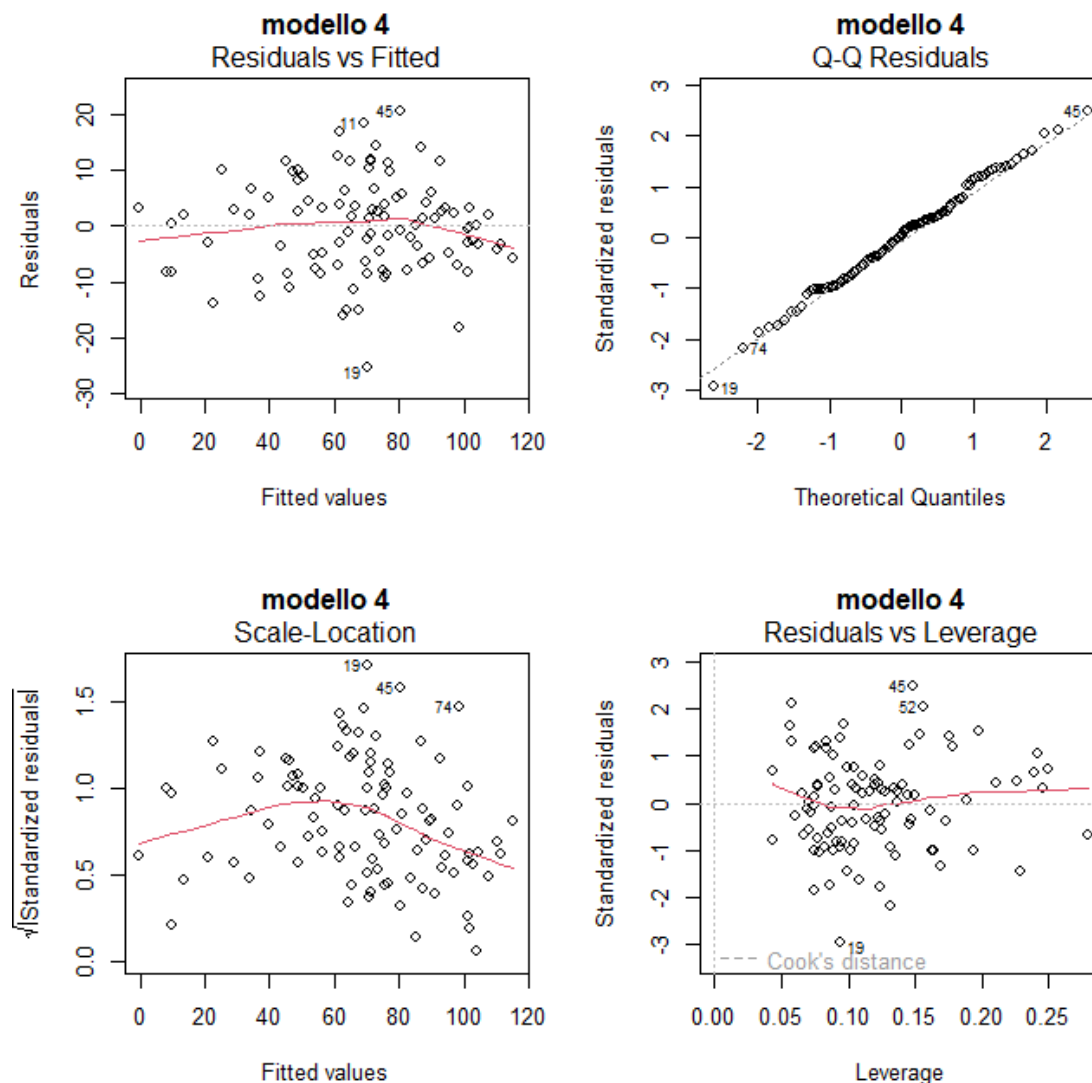 modello 4
Residuals vs Fitted
Residuals
20
10
0
-10
-20
-30
45
11
19
0 20 40 60 80 100 120
Fitted values
modello 4
Q-Q Residuals
Standardized residuals
3
2
1
0
-1
-2
-3
45
74
19
-2 -1 0 1 2
Theoretical Quantiles
modello 4
Scale-Location
√|Standardized residuals|
1.5
1.0
0.5
0.0
19
45
74
0 20 40 60 80 100 120
Fitted values
modello 4
Residuals vs Leverage
Standardized residuals
3
2
1
0
-1
-2
-3
45
52
19
Cook's distance
0.00 0.05 0.10 0.15 0.20 0.25
Leverage